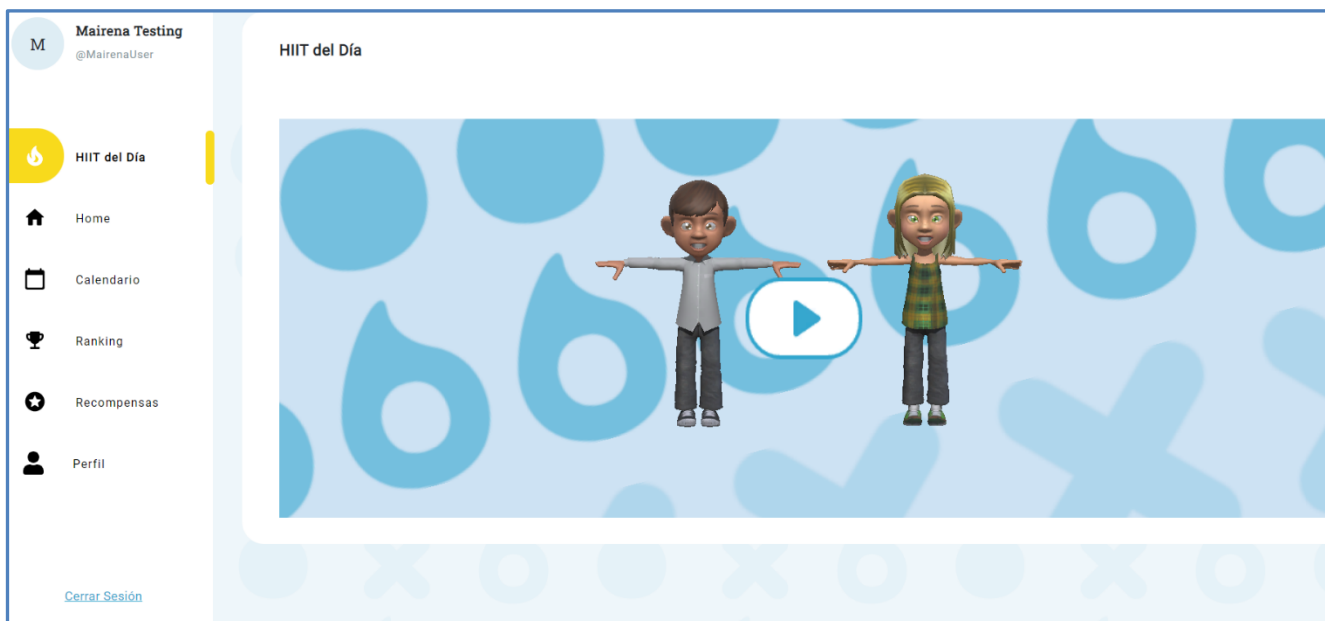 M
Mairena Testing
@MairenaUser
HIIT del Día
Home
Calendario
Ranking
Recompensas
Perfil
Cerrar Sesión
HIIT del Día